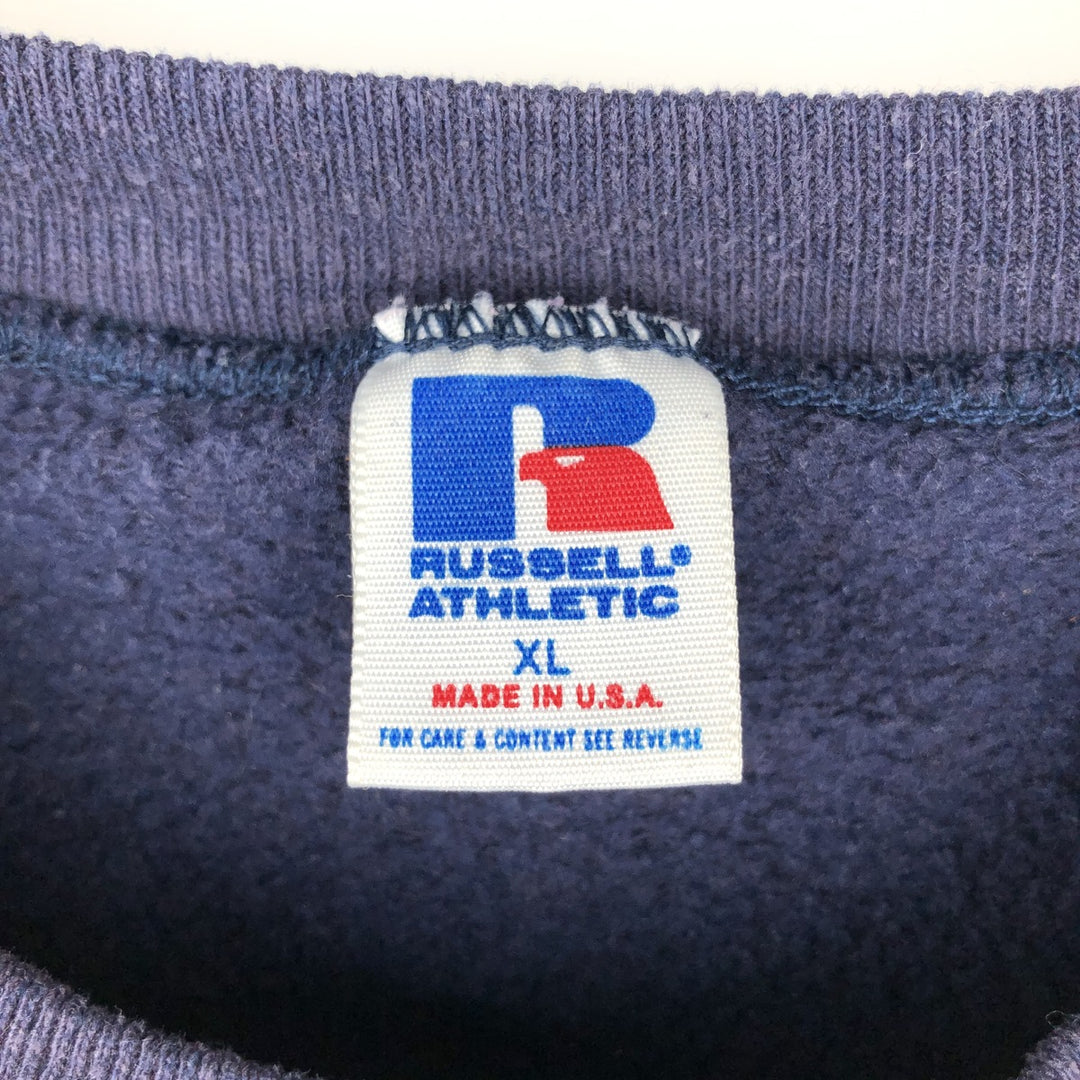 R
RUSSELL®
ATHLETIC
XL
MADE IN U.S.A.
FOR CARE & CONTENT SEE REVERSE